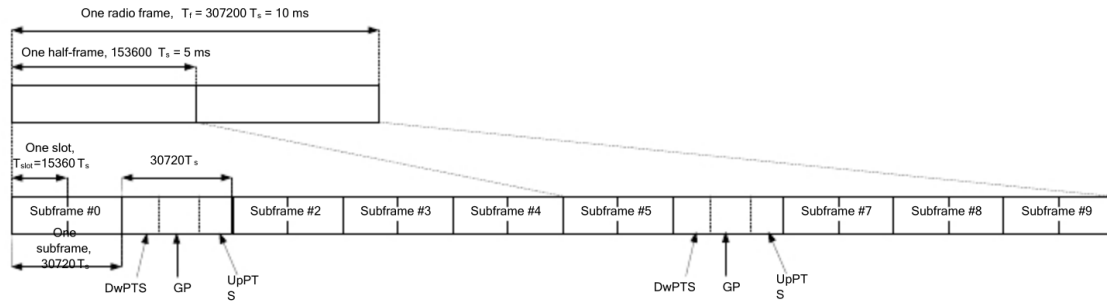 One radio frame, Tf = 307200 Ts = 10 ms
One half-frame, 153600 Ts = 5 ms
One slot,
Tslot=15360 Ts
30720Ts
Subframe #0
Subframe #2
Subframe #3
Subframe #4
Subframe #5
Subframe #7
Subframe #8
Subframe #9
One
subframe,
30720Ts
DwPTS
GP
UpPT
S
DwPTS
GP
UpPT
S